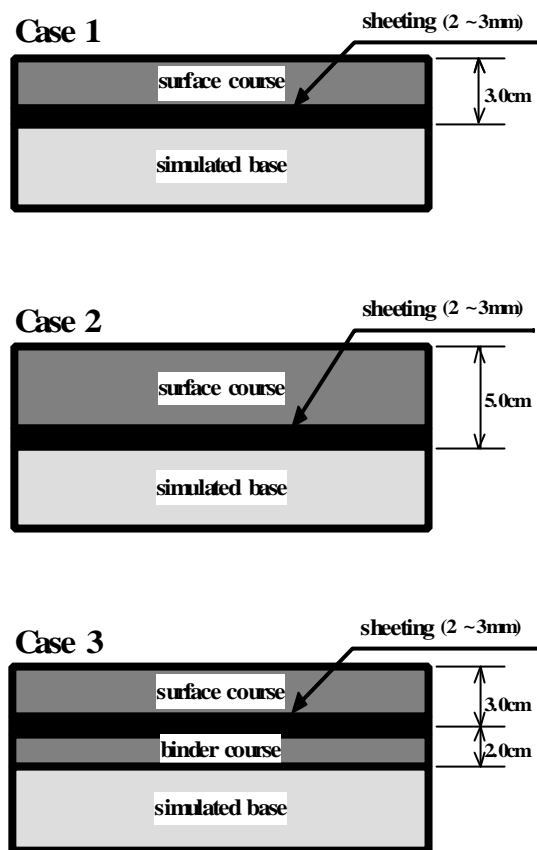 Case 1
sheeting (2 ~3mm)
surface course
3.0cm
simulated base
Case 2
sheeting (2 ~3mm)
surface course
5.0cm
simulated base
Case 3
sheeting (2 ~3mm)
surface course
3.0cm
binder course
2.0cm
simulated base